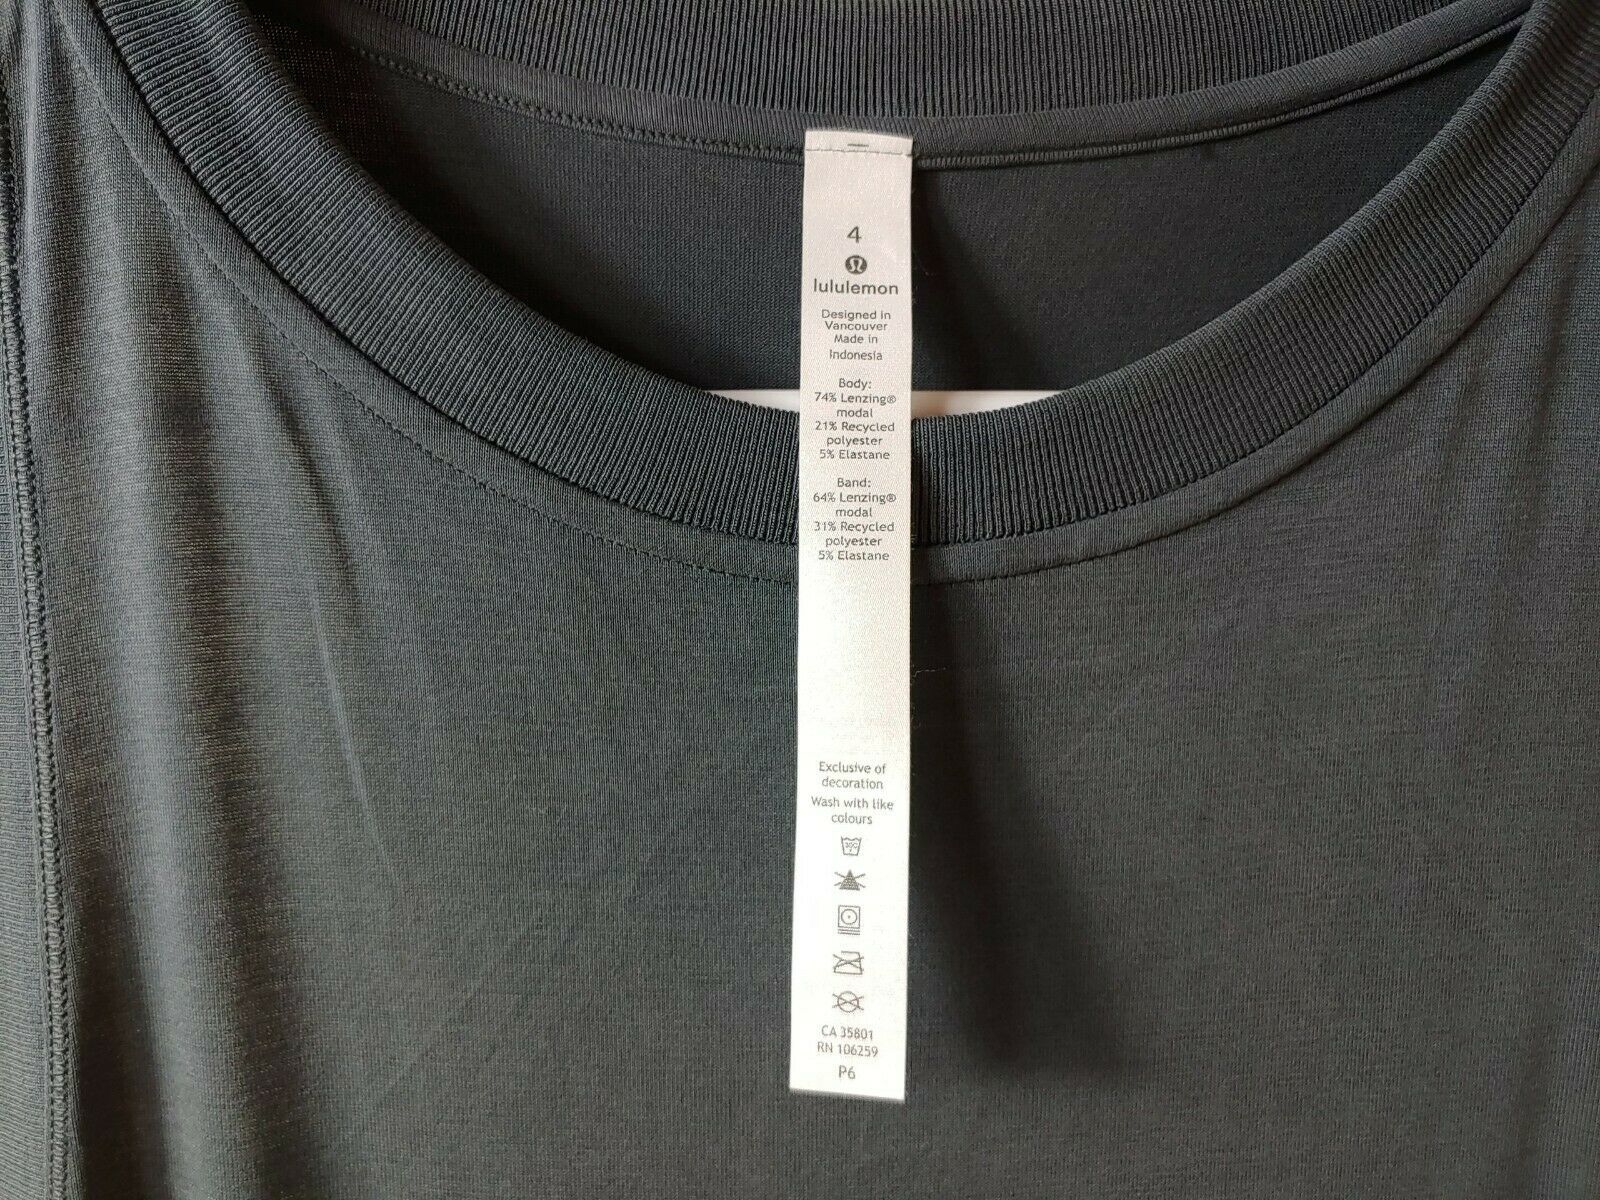 4
lululemon
Designed in
Vancouver
Made in
Indonesia
Body:
74% Lenzing®
modal
21% Recycled
polyester
5% Elastane
Band:
64% Lenzing®
modal
31% Recycled
polyester
5% Elastane
Exclusive of
decoration
Wash with like
colours
30C
CA 35801
RN 106259
P6